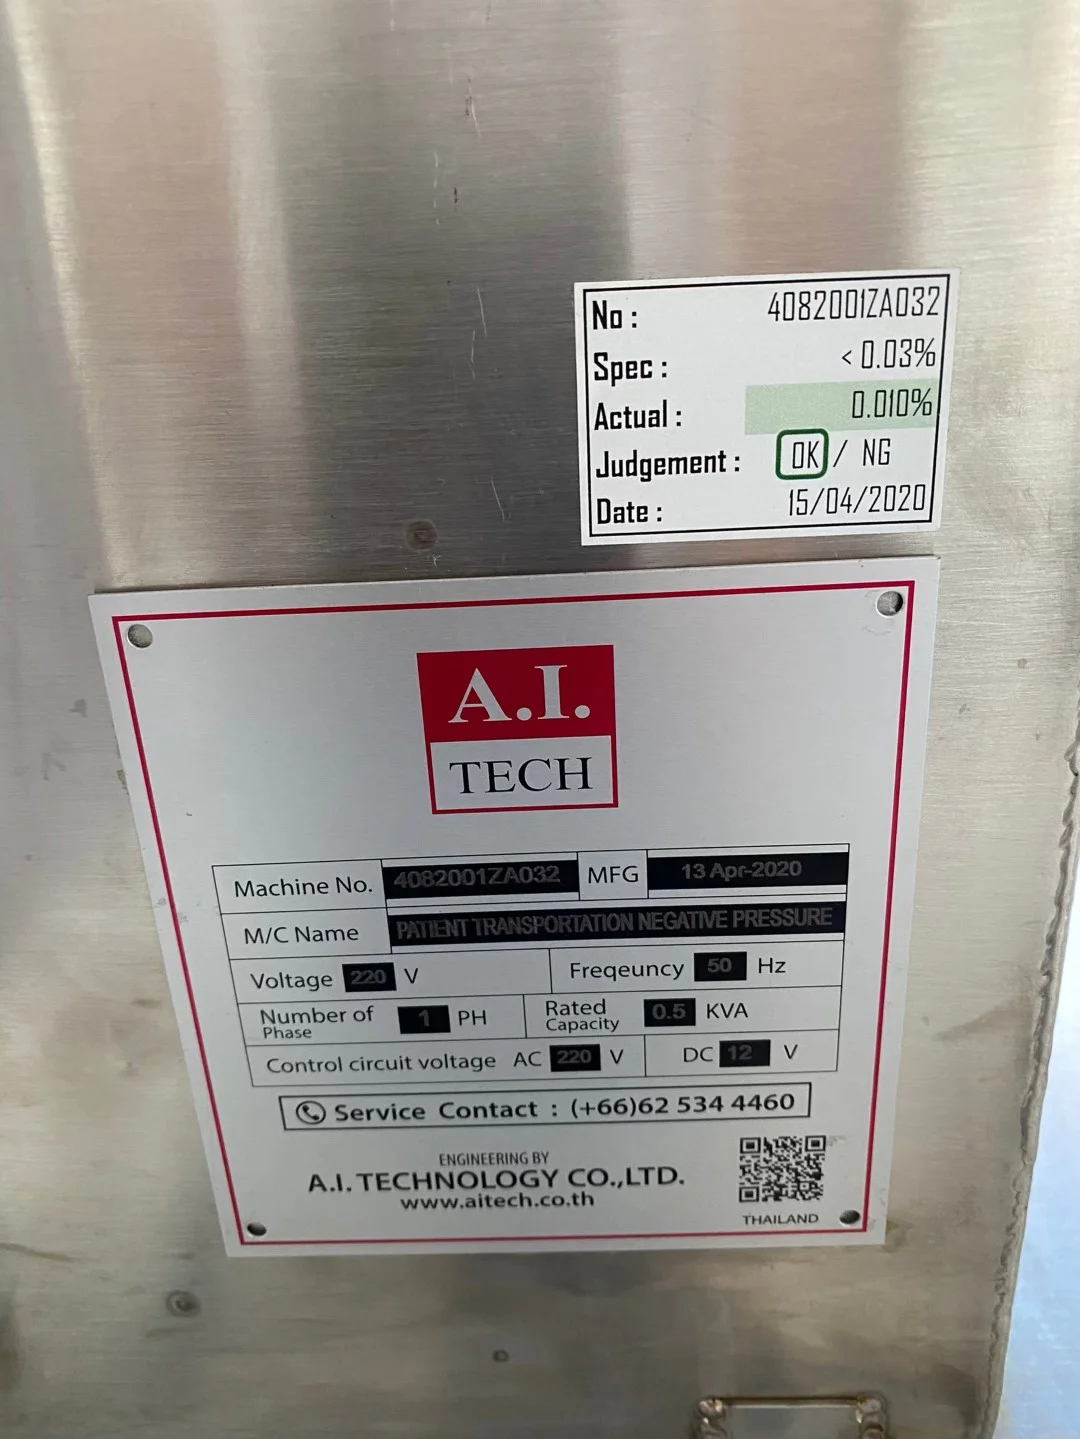 No : 4082001ZA032
Spec : < 0.03%
Actual : 0.010%
Judgement : OK / NG
Date : 15/04/2020
A.I.
TECH
Machine No. 4082001ZA032 MFG 13 Apr-2020
M/C Name PATIENT TRANSPORTATION NEGATIVE PRESSURE
Voltage 220 V Freqeuncy 50 Hz
Number of Phase 1 PH Rated Capacity 0.5 KVA
Control circuit voltage AC 220 V DC 12 V
Service Contact : (+66)62 534 4460
ENGINEERING BY
A.I. TECHNOLOGY CO.,LTD.
www.aitech.co.th
THAILAND